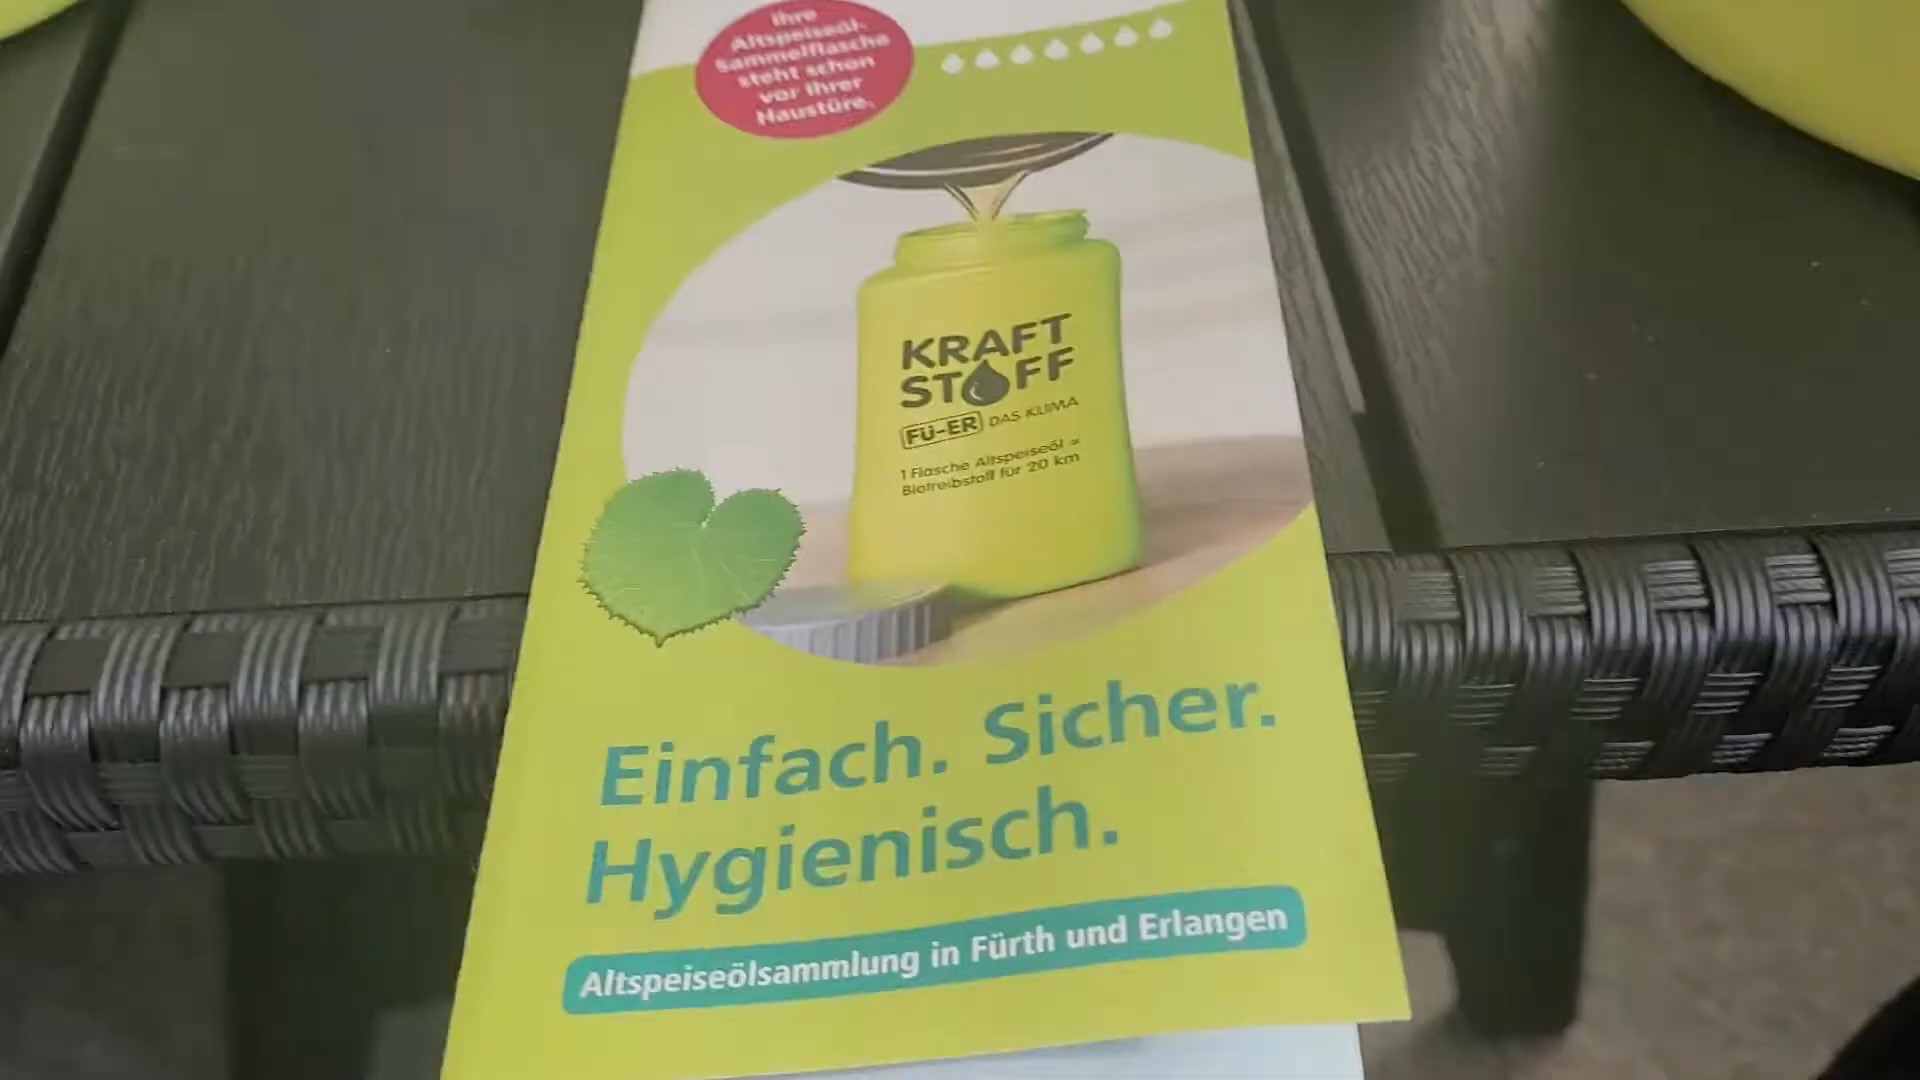 Ihre
Altspeiseöl-
Sammelflasche
steht schon
vor Ihrer
Haustüre.
KRAFT
STOFF
FÜ-ER DAS KLIMA
1 Flasche Altspeiseöl =
Biotreibstoff für 20 km
Einfach. Sicher.
Hygienisch.
Altspeiseölsammlung in Fürth und Erlangen